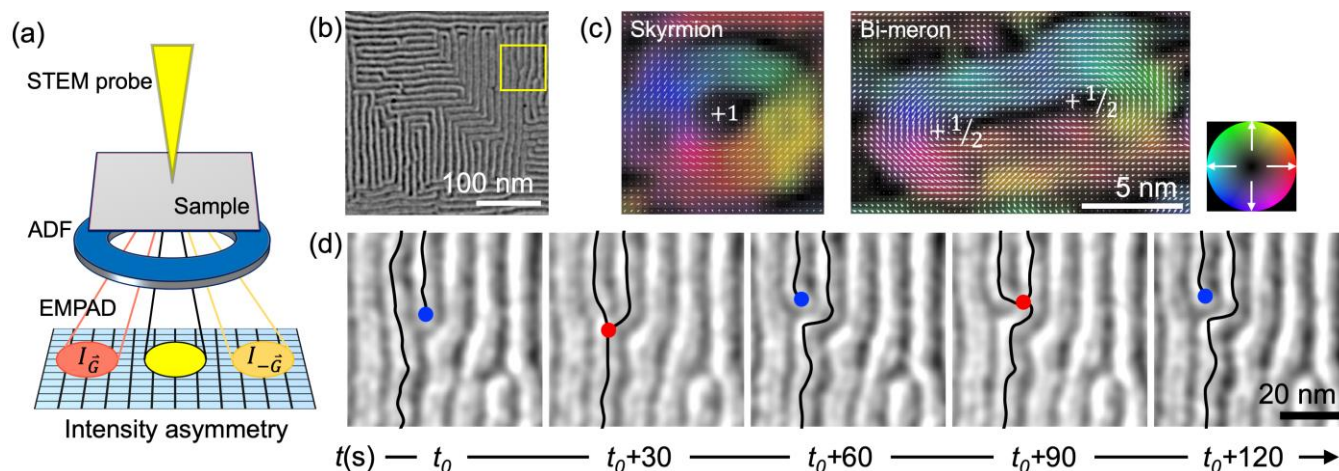 (a)
STEM probe
Sample
ADF
EMPAD
I_G⃗
I_-G⃗
Intensity asymmetry
(b)
100 nm
(c)
Skyrmion
+1
Bi-meron
+1/2
+1/2
5 nm
(d)
20 nm
t(s) t₀ t₀+30 t₀+60 t₀+90 t₀+120